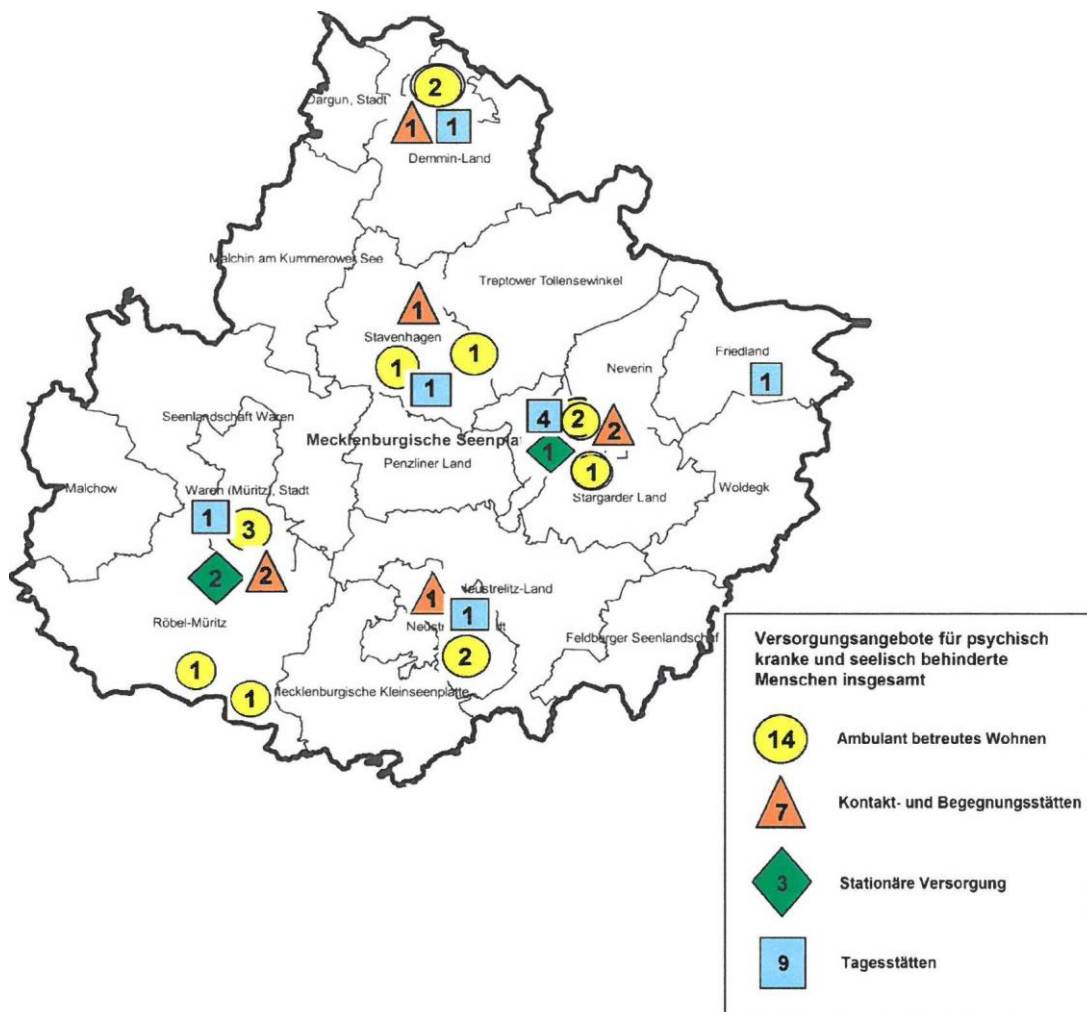 2
Dargun, Stadt
1
1
Demmin-Land
Malchin am Kummerower See
Treptower Tollensewinkel
1
Stavenhagen
1
1
1
Neverin
Friedland
1
Seenlandschaft Waren
4
2
2
Mecklenburgische Seenplat
1
Penzliner Land
1
Stargarder Land
Woldegk
Malchow
Waren (Müritz), Stadt
1
3
2
2
Röbel-Müritz
1
Neustrelitz-Land
1
Neustr
dt
2
Feldberger Seenlandschaf
1
1
Mecklenburgische Kleinseenplatte
Versorgungsangebote für psychisch
kranke und seelisch behinderte
Menschen insgesamt
14 Ambulant betreutes Wohnen
7 Kontakt- und Begegnungsstätten
3 Stationäre Versorgung
9 Tagesstätten